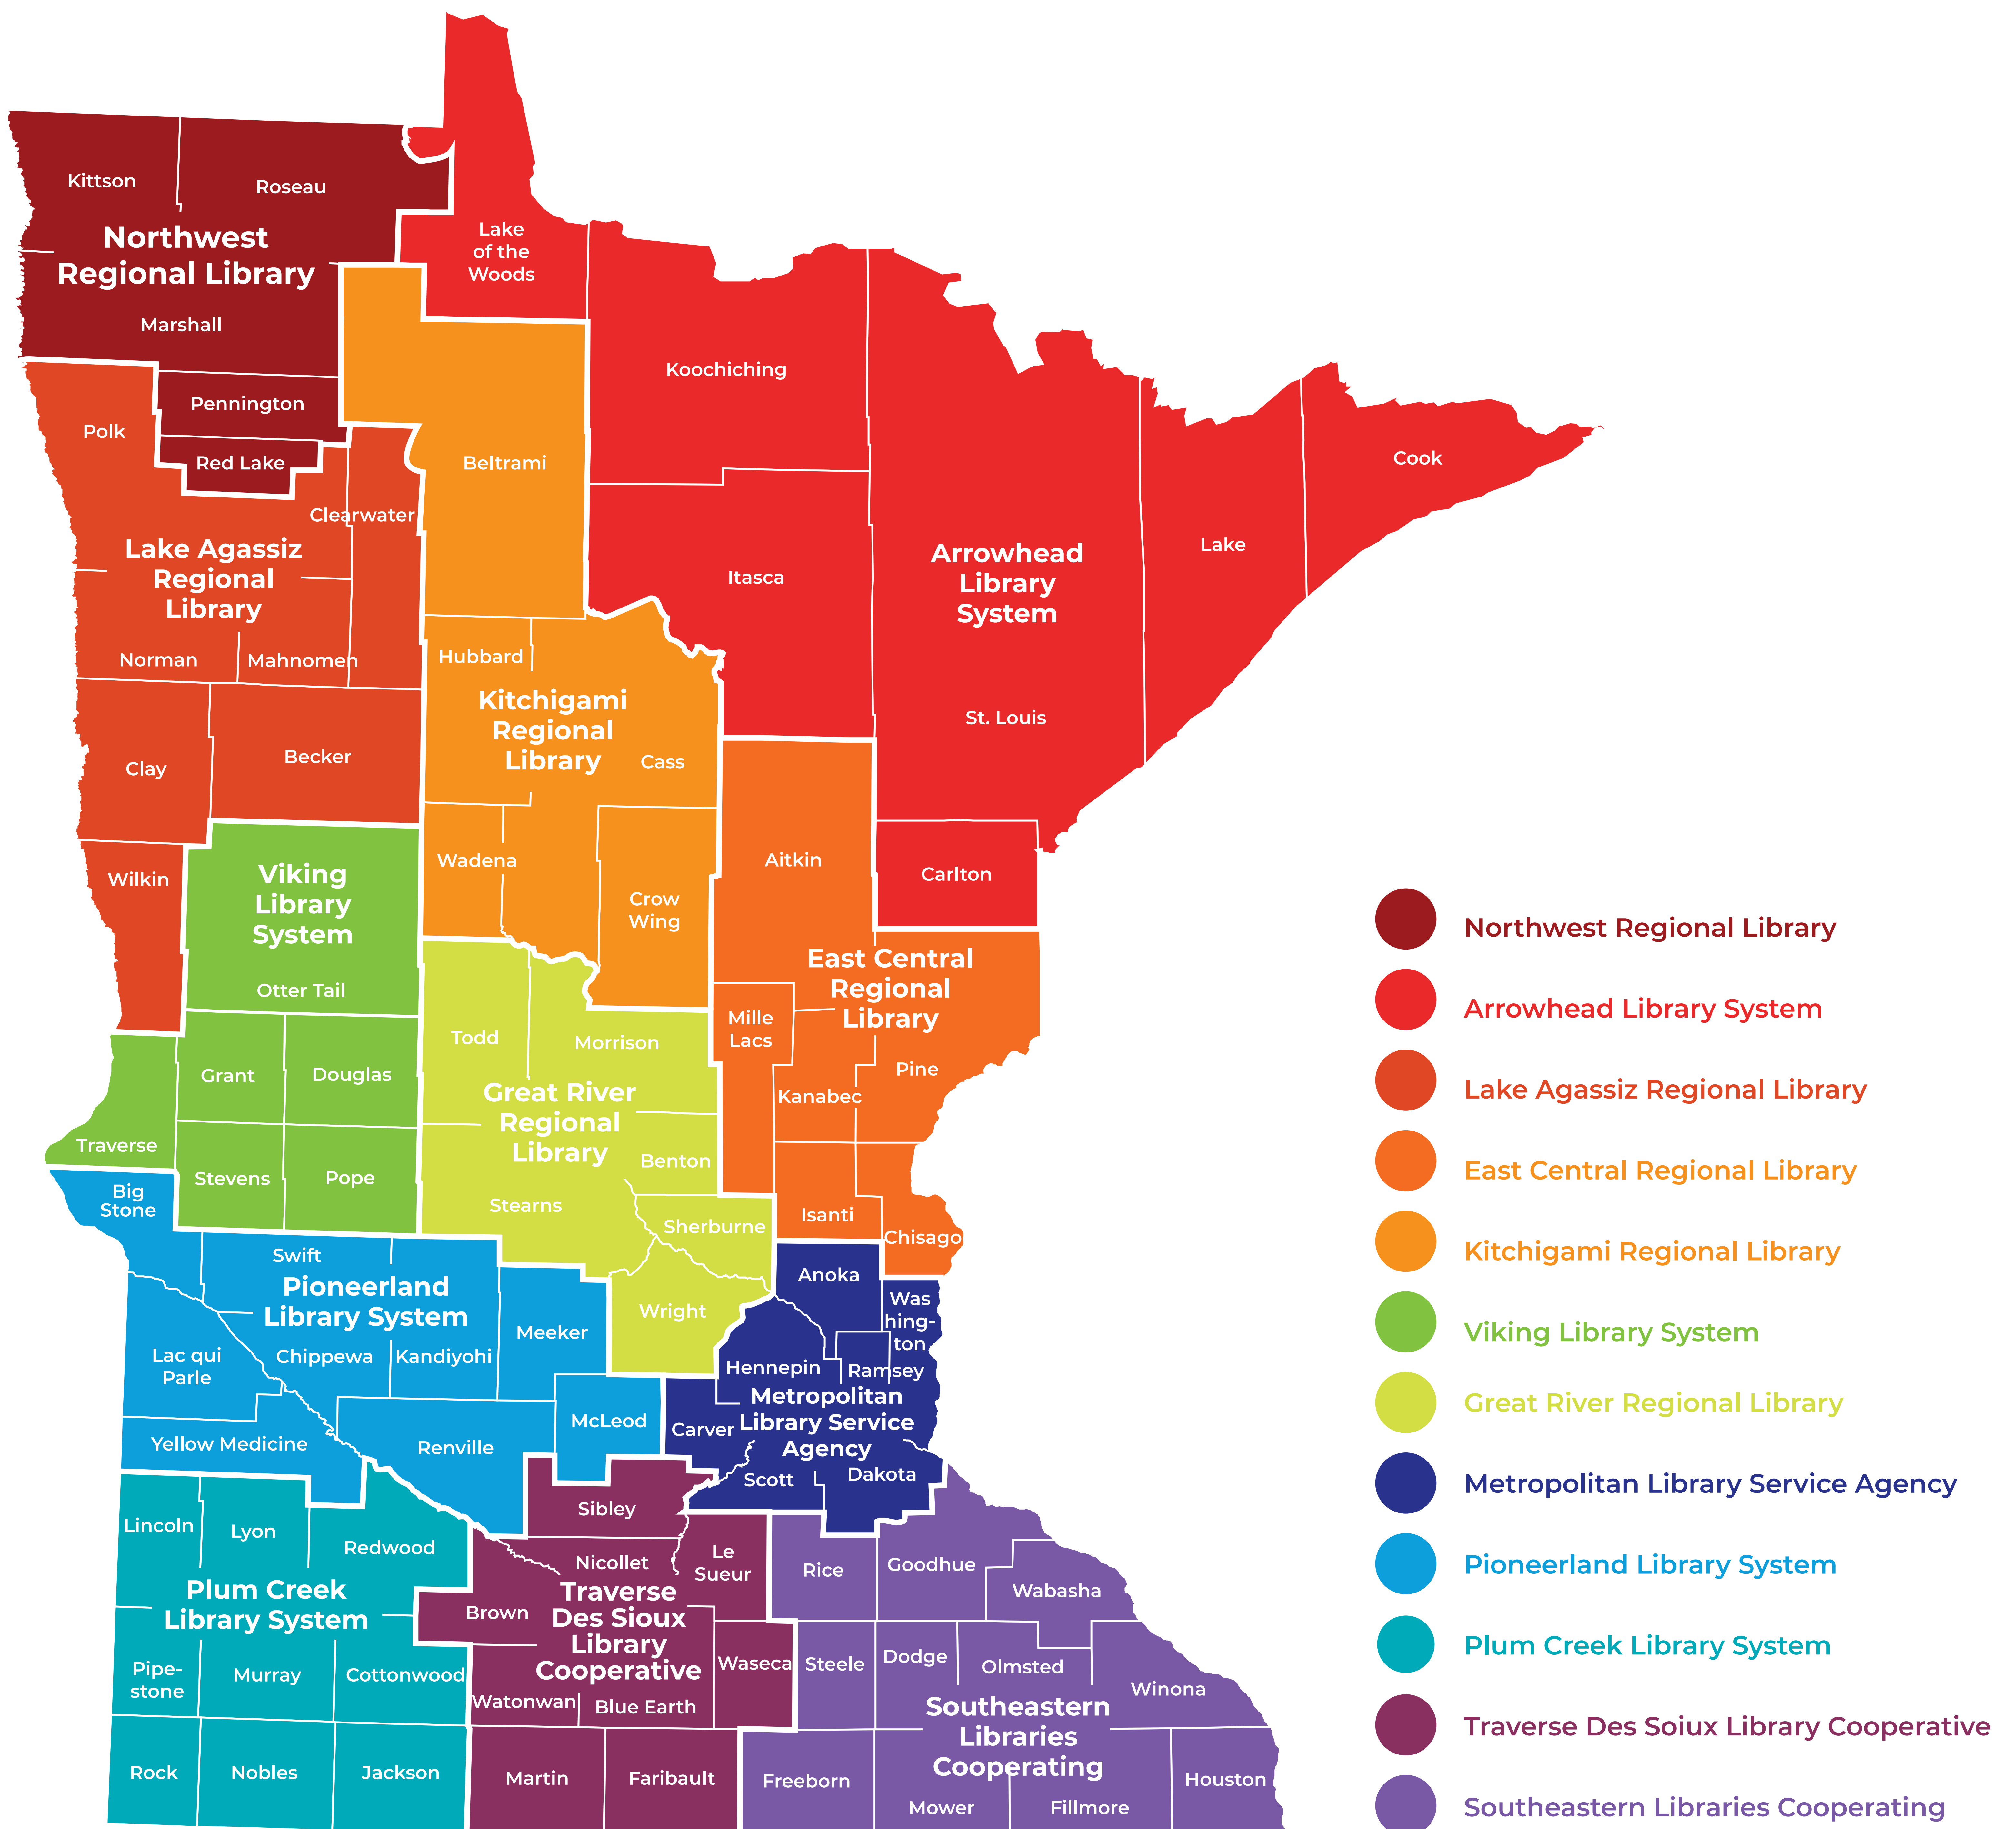 Kittson
Roseau
Northwest
Regional Library
Marshall
Pennington
Red Lake
Lake
of the
Woods
Koochiching
Itasca
Arrowhead
Library
System
St. Louis
Lake
Cook
Carlton
Polk
Clearwater
Lake Agassiz
Regional
Library
Norman
Mahnomen
Clay
Becker
Wilkin
Beltrami
Hubbard
Kitchigami
Regional
Library
Cass
Wadena
Crow
Wing
Aitkin
East Central
Regional
Library
Mille
Lacs
Kanabec
Pine
Isanti
Chisago
Viking
Library
System
Otter Tail
Grant
Douglas
Traverse
Stevens
Pope
Todd
Morrison
Great River
Regional
Library
Benton
Stearns
Sherburne
Wright
Big
Stone
Swift
Pioneerland
Library System
Lac qui
Parle
Chippewa
Kandiyohi
Meeker
McLeod
Yellow Medicine
Renville
Anoka
Was
hing-
ton
Hennepin
Ramsey
Metropolitan
Library Service
Agency
Carver
Scott
Dakota
Lincoln
Lyon
Redwood
Plum Creek
Library System
Pipe-
stone
Murray
Cottonwood
Rock
Nobles
Jackson
Sibley
Nicollet
Le
Sueur
Traverse
Des Sioux
Library
Cooperative
Brown
Waseca
Watonwan
Blue Earth
Martin
Faribault
Rice
Goodhue
Wabasha
Steele
Dodge
Olmsted
Winona
Southeastern
Libraries
Cooperating
Freeborn
Mower
Fillmore
Houston
Northwest Regional Library
Arrowhead Library System
Lake Agassiz Regional Library
East Central Regional Library
Kitchigami Regional Library
Viking Library System
Great River Regional Library
Metropolitan Library Service Agency
Pioneerland Library System
Plum Creek Library System
Traverse Des Soiux Library Cooperative
Southeastern Libraries Cooperating